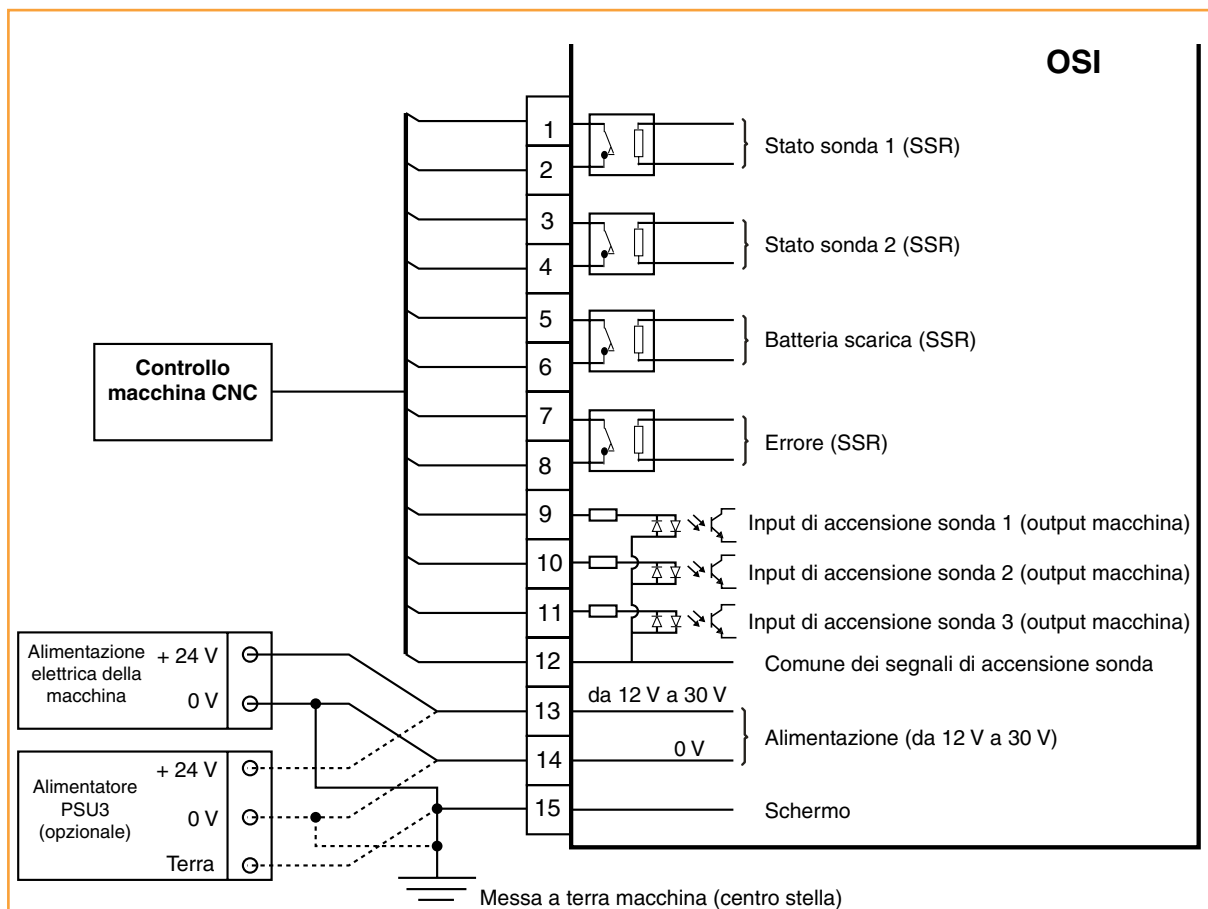 OSI
1
Stato sonda 1 (SSR)
2
3
Stato sonda 2 (SSR)
4
5
Batteria scarica (SSR)
6
Controllo
macchina CNC
7
Errore (SSR)
8
9
Input di accensione sonda 1 (output macchina)
10
Input di accensione sonda 2 (output macchina)
11
Input di accensione sonda 3 (output macchina)
12
Comune dei segnali di accensione sonda
Alimentazione
elettrica della
macchina
+ 24 V
0 V
13
da 12 V a 30 V
Alimentazione (da 12 V a 30 V)
14
0 V
Alimentatore
PSU3
(opzionale)
+ 24 V
0 V
Terra
15
Schermo
Messa a terra macchina (centro stella)